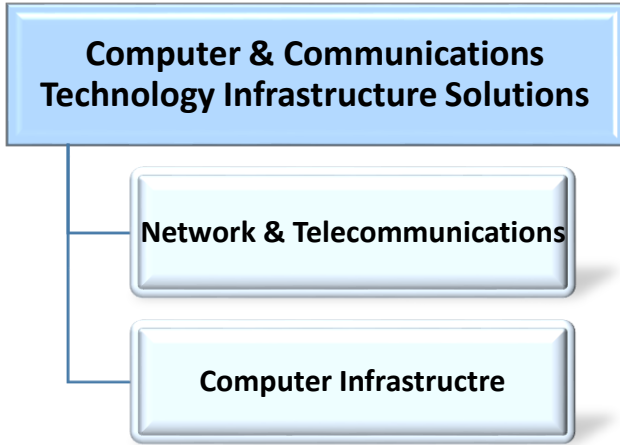 Computer & Communications
Technology Infrastructure Solutions
Network & Telecommunications
Computer Infrastructre